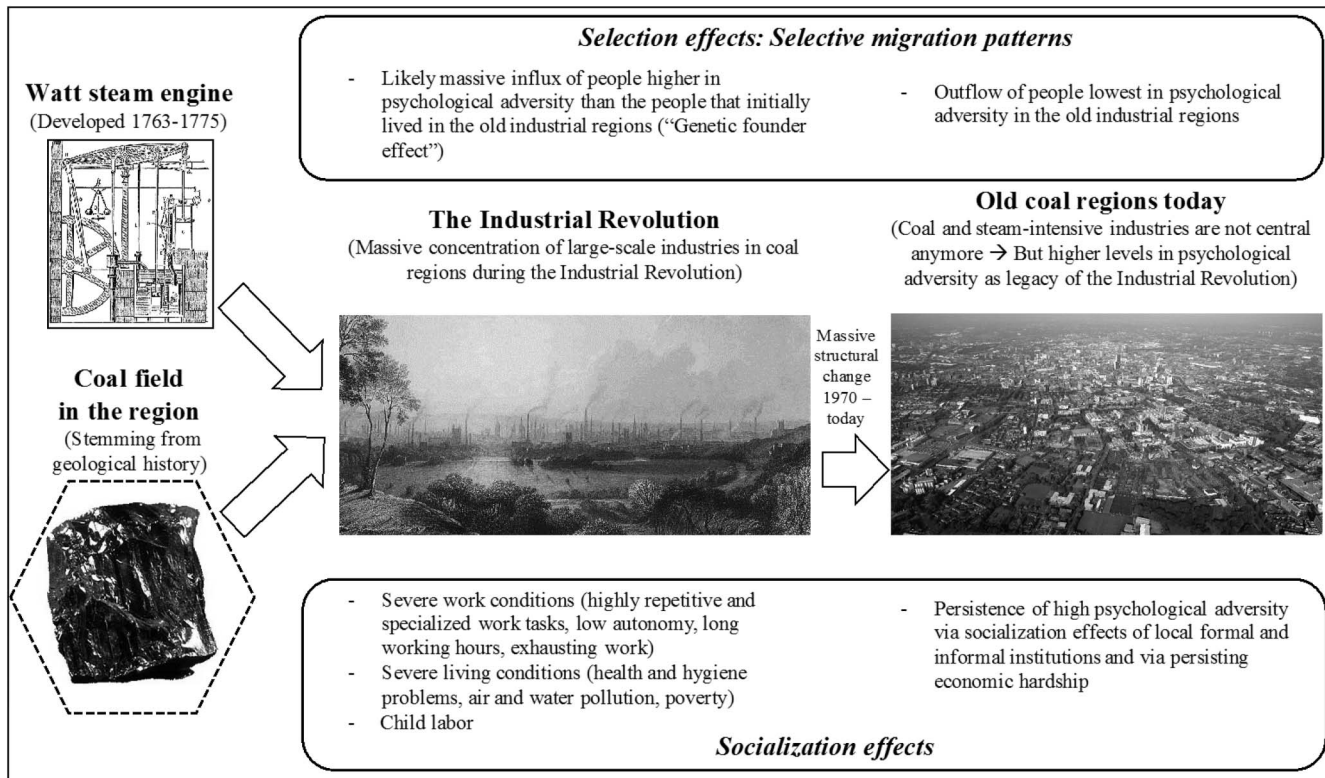 Selection effects: Selective migration patterns
- Likely massive influx of people higher in
psychological adversity than the people that initially
lived in the old industrial regions (“Genetic founder
effect”)
- Outflow of people lowest in psychological
adversity in the old industrial regions
Watt steam engine
(Developed 1763-1775)
Coal field
in the region
(Stemming from
geological history)
The Industrial Revolution
(Massive concentration of large-scale industries in coal
regions during the Industrial Revolution)
Massive
structural
change
1970 –
today
Old coal regions today
(Coal and steam-intensive industries are not central
anymore → But higher levels in psychological
adversity as legacy of the Industrial Revolution)
- Severe work conditions (highly repetitive and
specialized work tasks, low autonomy, long
working hours, exhausting work)
- Severe living conditions (health and hygiene
problems, air and water pollution, poverty)
- Child labor
- Persistence of high psychological adversity
via socialization effects of local formal and
informal institutions and via persisting
economic hardship
Socialization effects